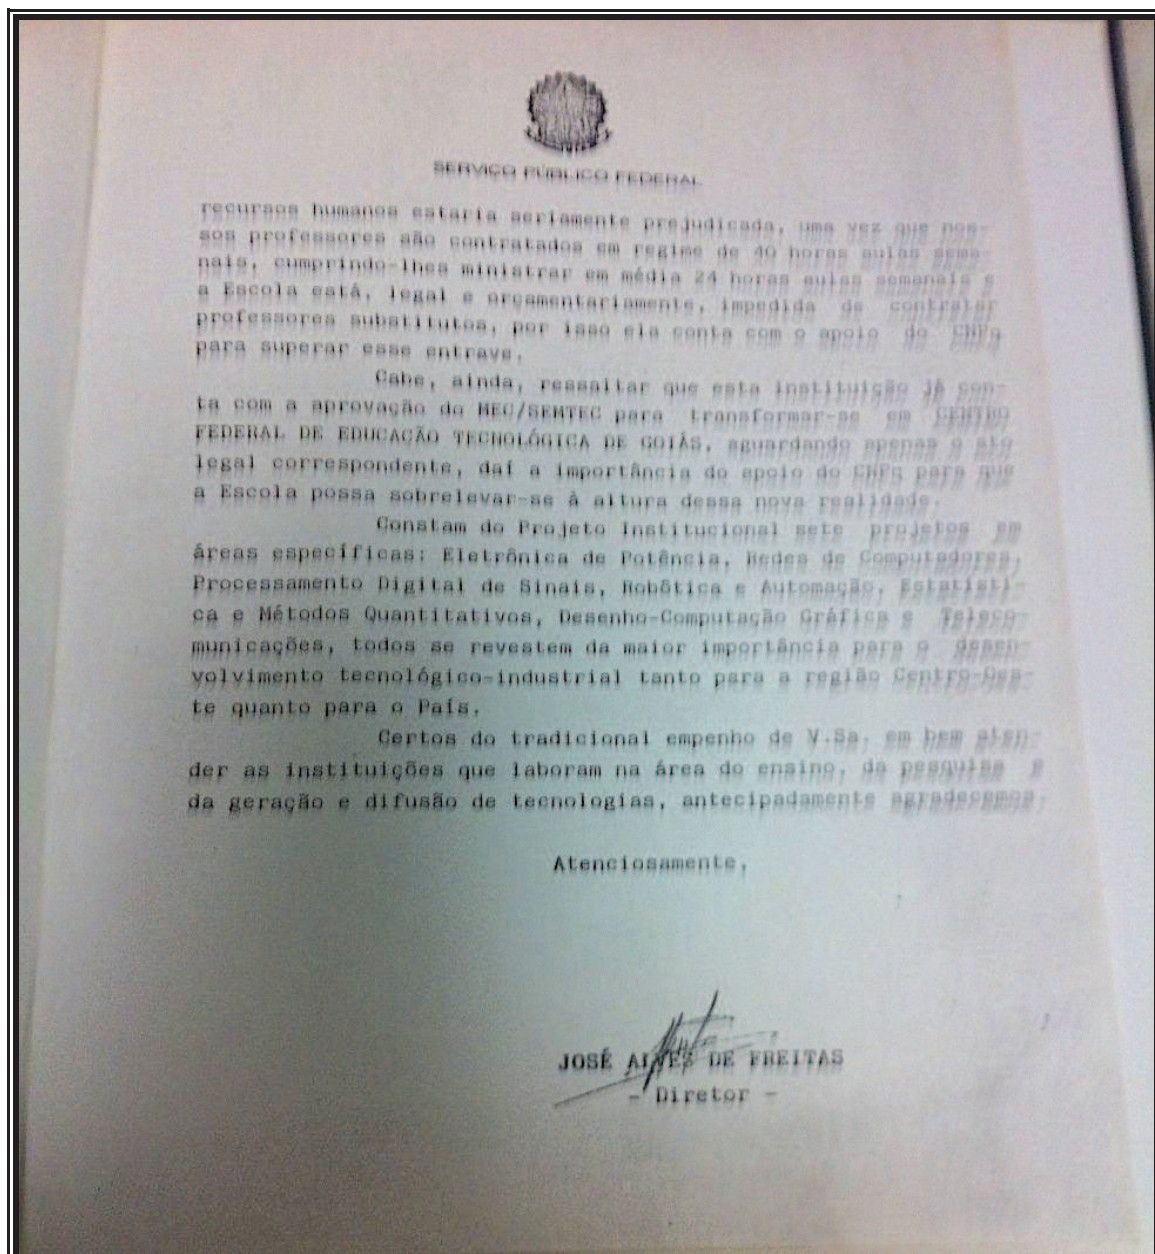 SERVIÇO PÚBLICO FEDERAL
recursos humanos estaria seriamente prejudicada, uma vez que nos-
sos professores são contratados em regime de 40 horas aulas sema-
nais, cumprindo-lhes ministrar em média 24 horas aulas semanais e
a Escola está, legal e orçamentariamente, impedida de contratar
professores substitutos, por isso ela conta com o apoio do CNPq
para superar esse entrave.
Cabe, ainda, ressaltar que esta instituição já con-
ta com a aprovação do MEC/SEMTEC para transformar-se em CENTRO
FEDERAL DE EDUCAÇÃO TECNOLÓGICA DE GOIÁS, aguardando apenas o ato
legal correspondente, daí a importância do apoio do CNPq para que
a Escola possa sobrelevar-se à altura dessa nova realidade.
Constam do Projeto Institucional sete projetos em
áreas específicas: Eletrônica de Potência, Redes de Computadores,
Processamento Digital de Sinais, Robótica e Automação, Estatísti-
ca e Métodos Quantitativos, Desenho-Computação Gráfica e Teleco-
municações, todos se revestem da maior importância para o desen-
volvimento tecnológico-industrial tanto para a região Centro-Oes-
te quanto para o País.
Certos do tradicional empenho de V.Sa. em bem aten-
der as instituições que laboram na área do ensino, da pesquisa e
da geração e difusão de tecnologias, antecipadamente agradecemos.
Atenciosamente,
JOSÉ ALVES DE FREITAS
- Diretor -